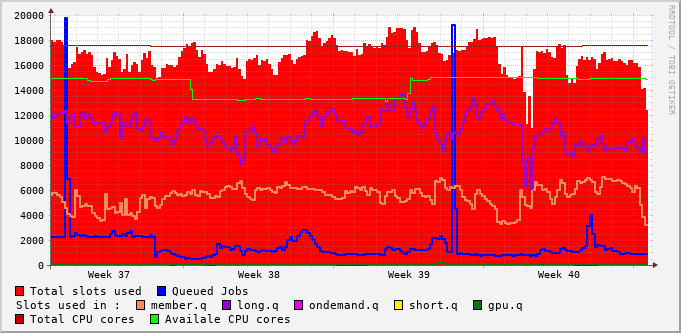 20000
18000
16000
14000
12000
10000
8000
6000
4000
2000
0
Week 37 Week 38 Week 39 Week 40
Total slots used Queued Jobs
Slots used in : member.q long.q ondemand.q short.q gpu.q
Total CPU cores Availale CPU cores
RRDTOOL / TOBI OETIKER